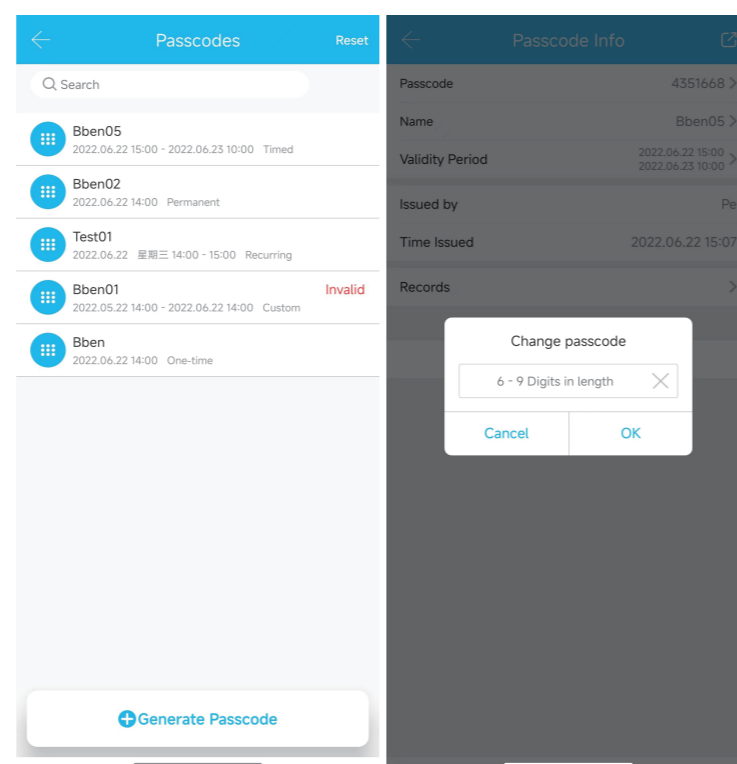 Passcodes
Reset
Search
Bben05
2022.06.22 15:00 - 2022.06.23 10:00 Timed
Bben02
2022.06.22 14:00 Permanent
Test01
2022.06.22 星期三 14:00 - 15:00 Recurring
Bben01
Invalid
2022.05.22 14:00 - 2022.06.22 14:00 Custom
Bben
2022.06.22 14:00 One-time
Generate Passcode
Passcode Info
Passcode 4351668
Name Bben05
Validity Period
2022.06.22 15:00
2022.06.23 10:00
Issued by Pe
Time Issued 2022.06.22 15:07
Records
Change passcode
6 - 9 Digits in length
Cancel OK